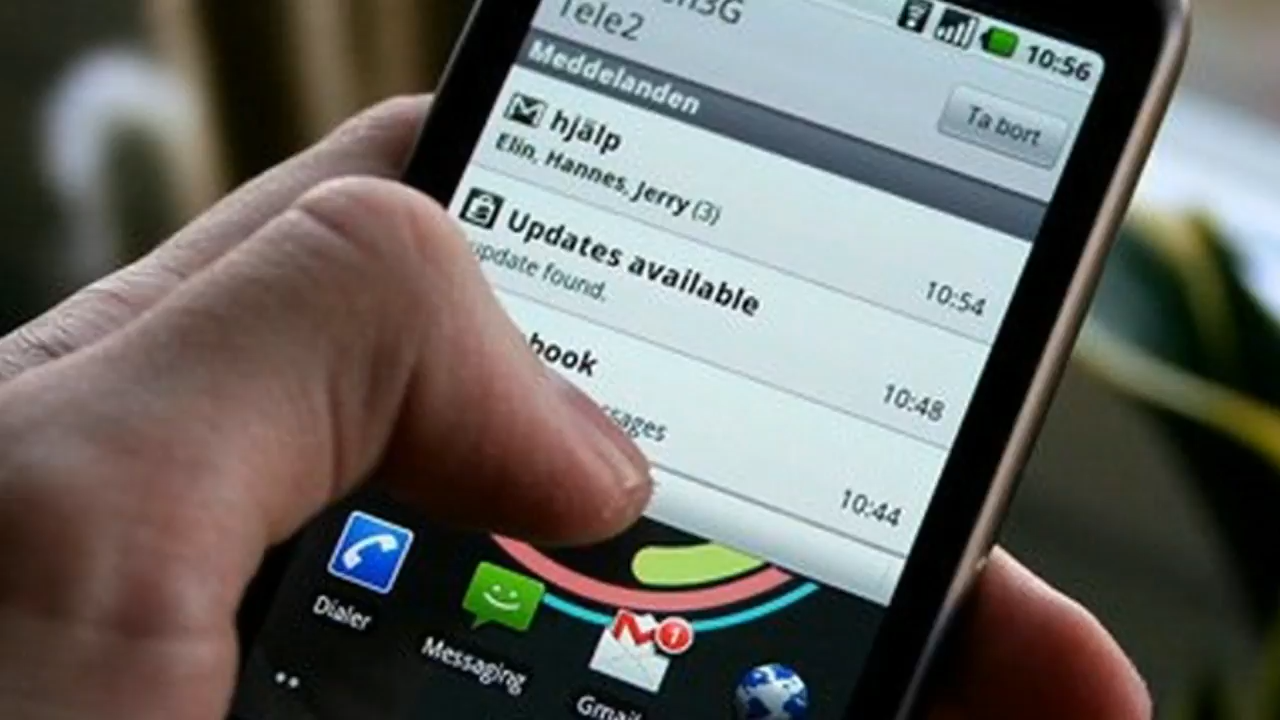 Tele2
10:56
Meddelanden
Ta bort
hjälp
Elin, Hannes, Jerry (3)
10:54
Updates available
update found.
10:48
10:44
Dialer
Messaging
1
Gmail